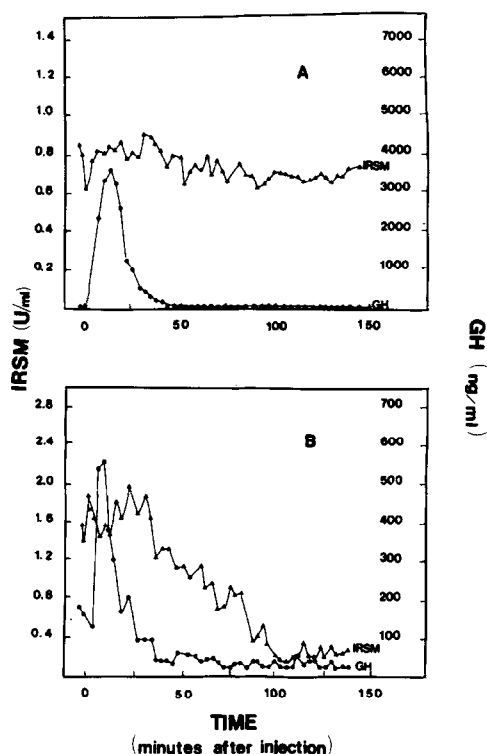 A
1.4
1.2
1.0
0.8
0.6
0.4
0.2
7000
6000
5000
4000
3000
2000
1000
IRSM
GH
0 50 100 150
IRSM (U/ml)
GH (ng/ml)
B
2.8
2.4
2.0
1.6
1.2
0.8
0.4
700
600
500
400
300
200
100
IRSM
GH
0 50 100 150
TIME
(minutes after injection)